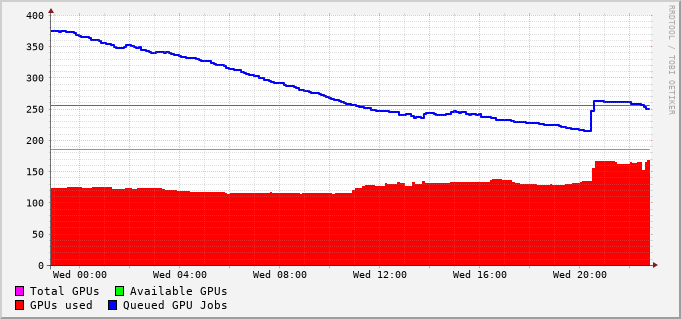 400
350
300
250
200
150
100
50
0
Wed 00:00 Wed 04:00 Wed 08:00 Wed 12:00 Wed 16:00 Wed 20:00
Total GPUs Available GPUs
GPUs used Queued GPU Jobs
RRDTOOL / TOBI OETIKER